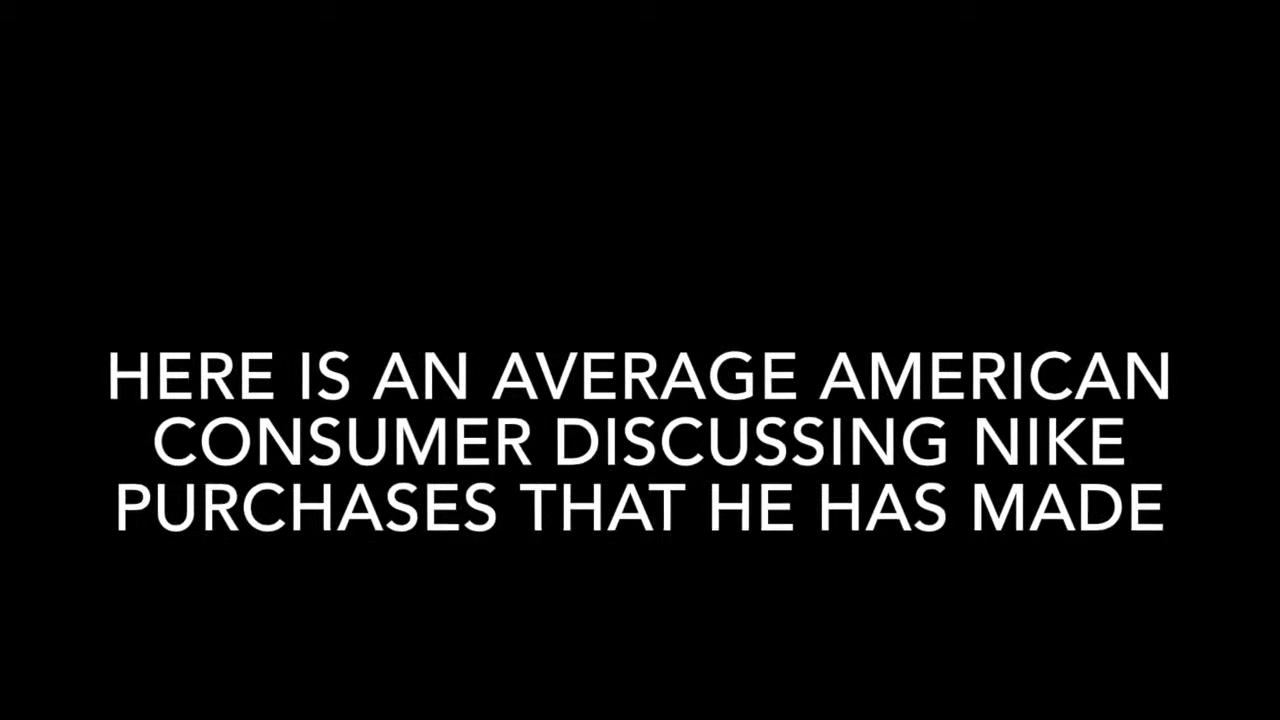 HERE IS AN AVERAGE AMERICAN
CONSUMER DISCUSSING NIKE
PURCHASES THAT HE HAS MADE